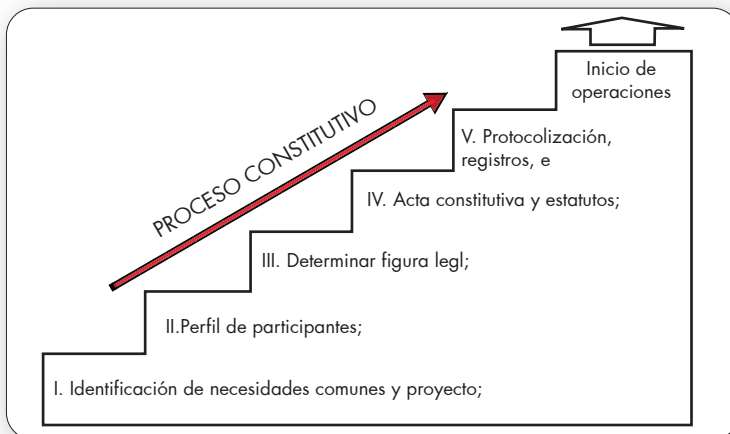 Inicio de
operaciones
PROCESO CONSTITUTIVO
V. Protocolización,
registros, e
IV. Acta constitutiva y estatutos;
III. Determinar figura legl;
II.Perfil de participantes;
I. Identificación de necesidades comunes y proyecto;